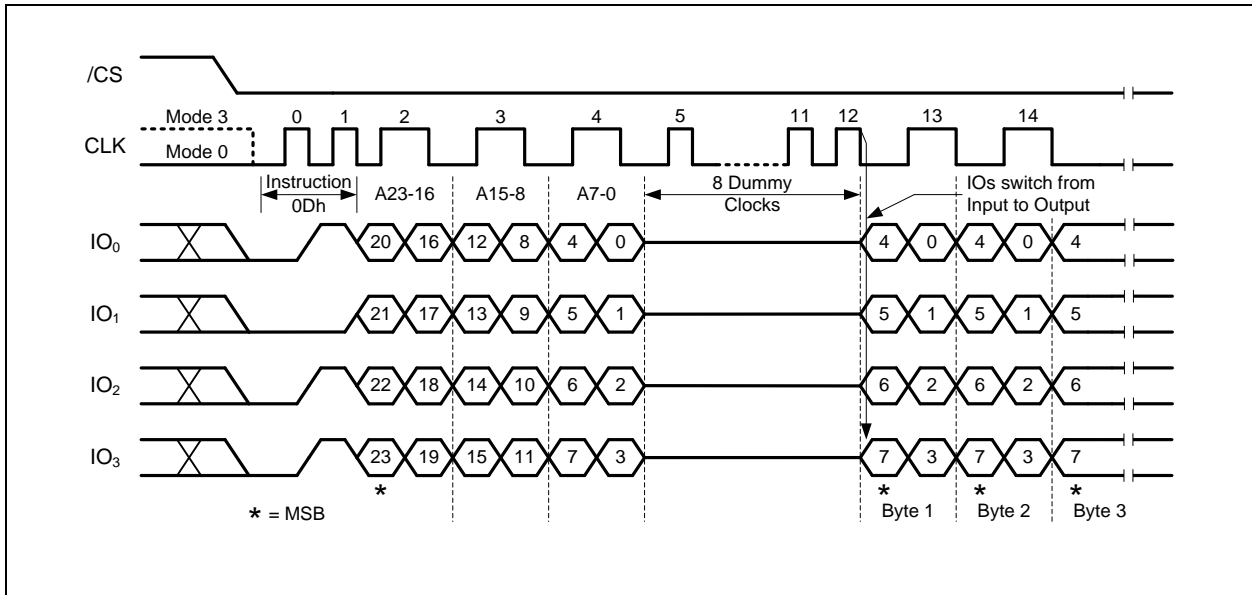 /CS
Mode 3 0 1 2 3 4 5 11 12 13 14
CLK Mode 0
Instruction 0Dh A23-16 A15-8 A7-0 8 Dummy Clocks IOs switch from Input to Output
IO₀ 20 16 12 8 4 0 4 0 4 0 4
IO₁ 21 17 13 9 5 1 5 1 5 1 5
IO₂ 22 18 14 10 6 2 6 2 6 2 6
IO₃ 23 19 15 11 7 3 7 3 7 3 7
* * * *
* = MSB Byte 1 Byte 2 Byte 3